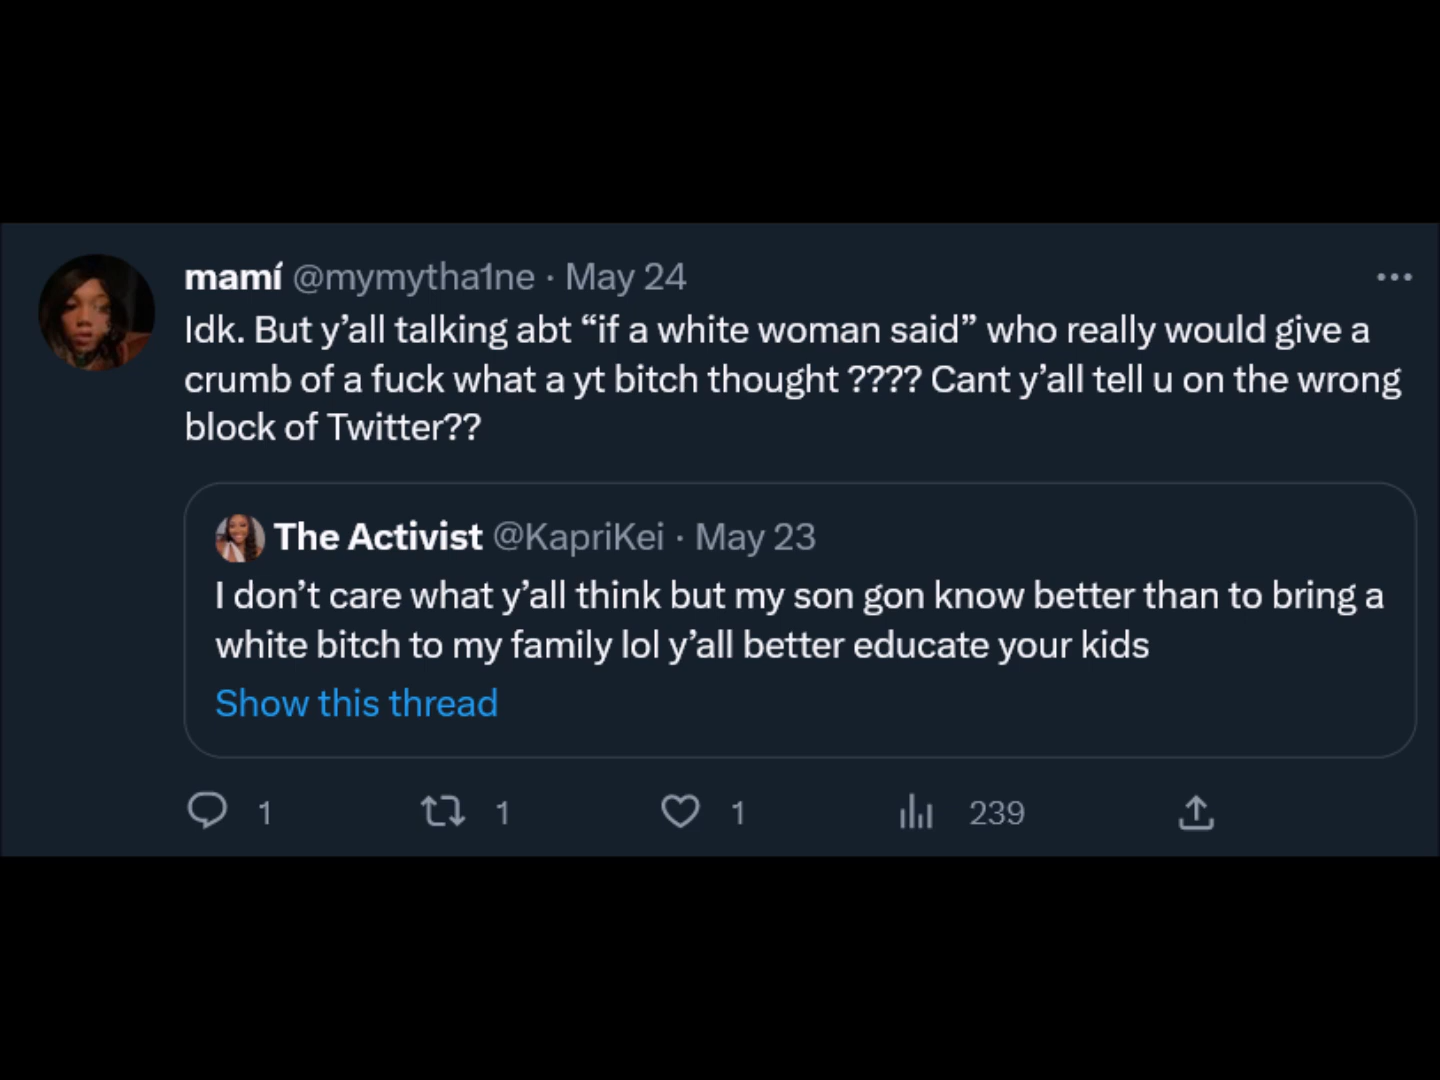 mamí @mymytha1ne · May 24
Idk. But y’all talking abt “if a white woman said” who really would give a
crumb of a fuck what a yt bitch thought ???? Cant y’all tell u on the wrong
block of Twitter??
The Activist @KapriKei · May 23
I don’t care what y’all think but my son gon know better than to bring a
white bitch to my family lol y’all better educate your kids
Show this thread
1 1 1 239